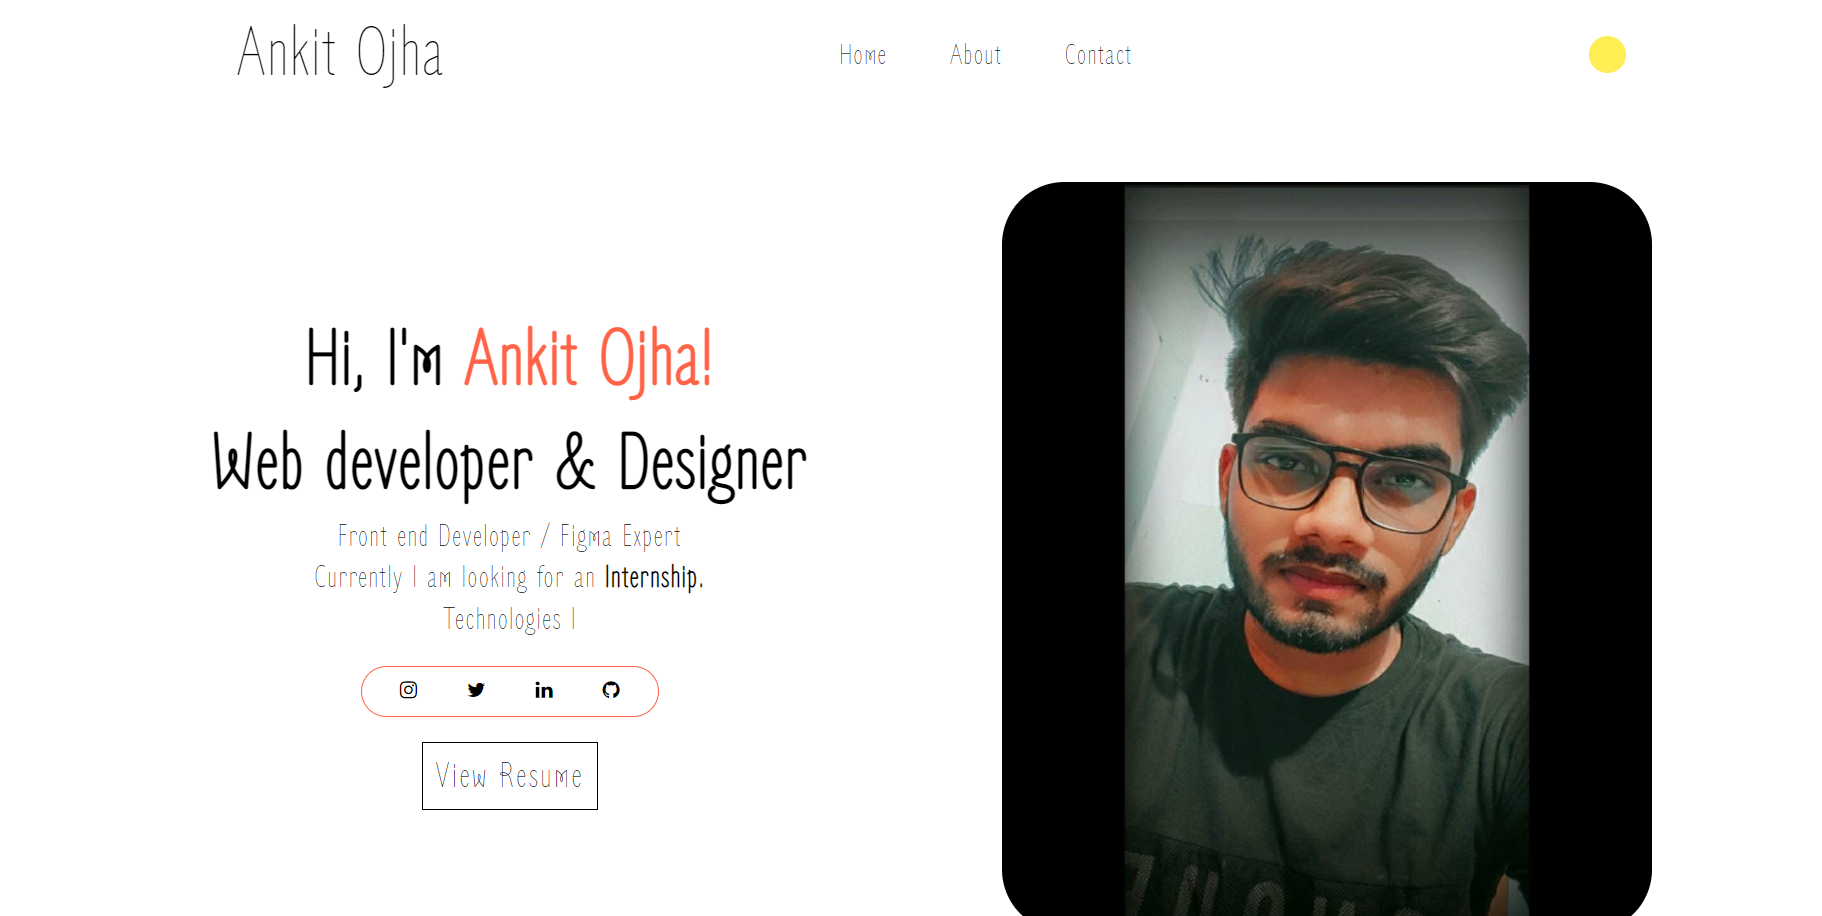 Ankit Ojha
Home About Contact
Hi, I'm Ankit Ojha!
Web developer & Designer
Front end Developer / Figma Expert
Currently I am looking for an Internship.
Technologies |
View Resume